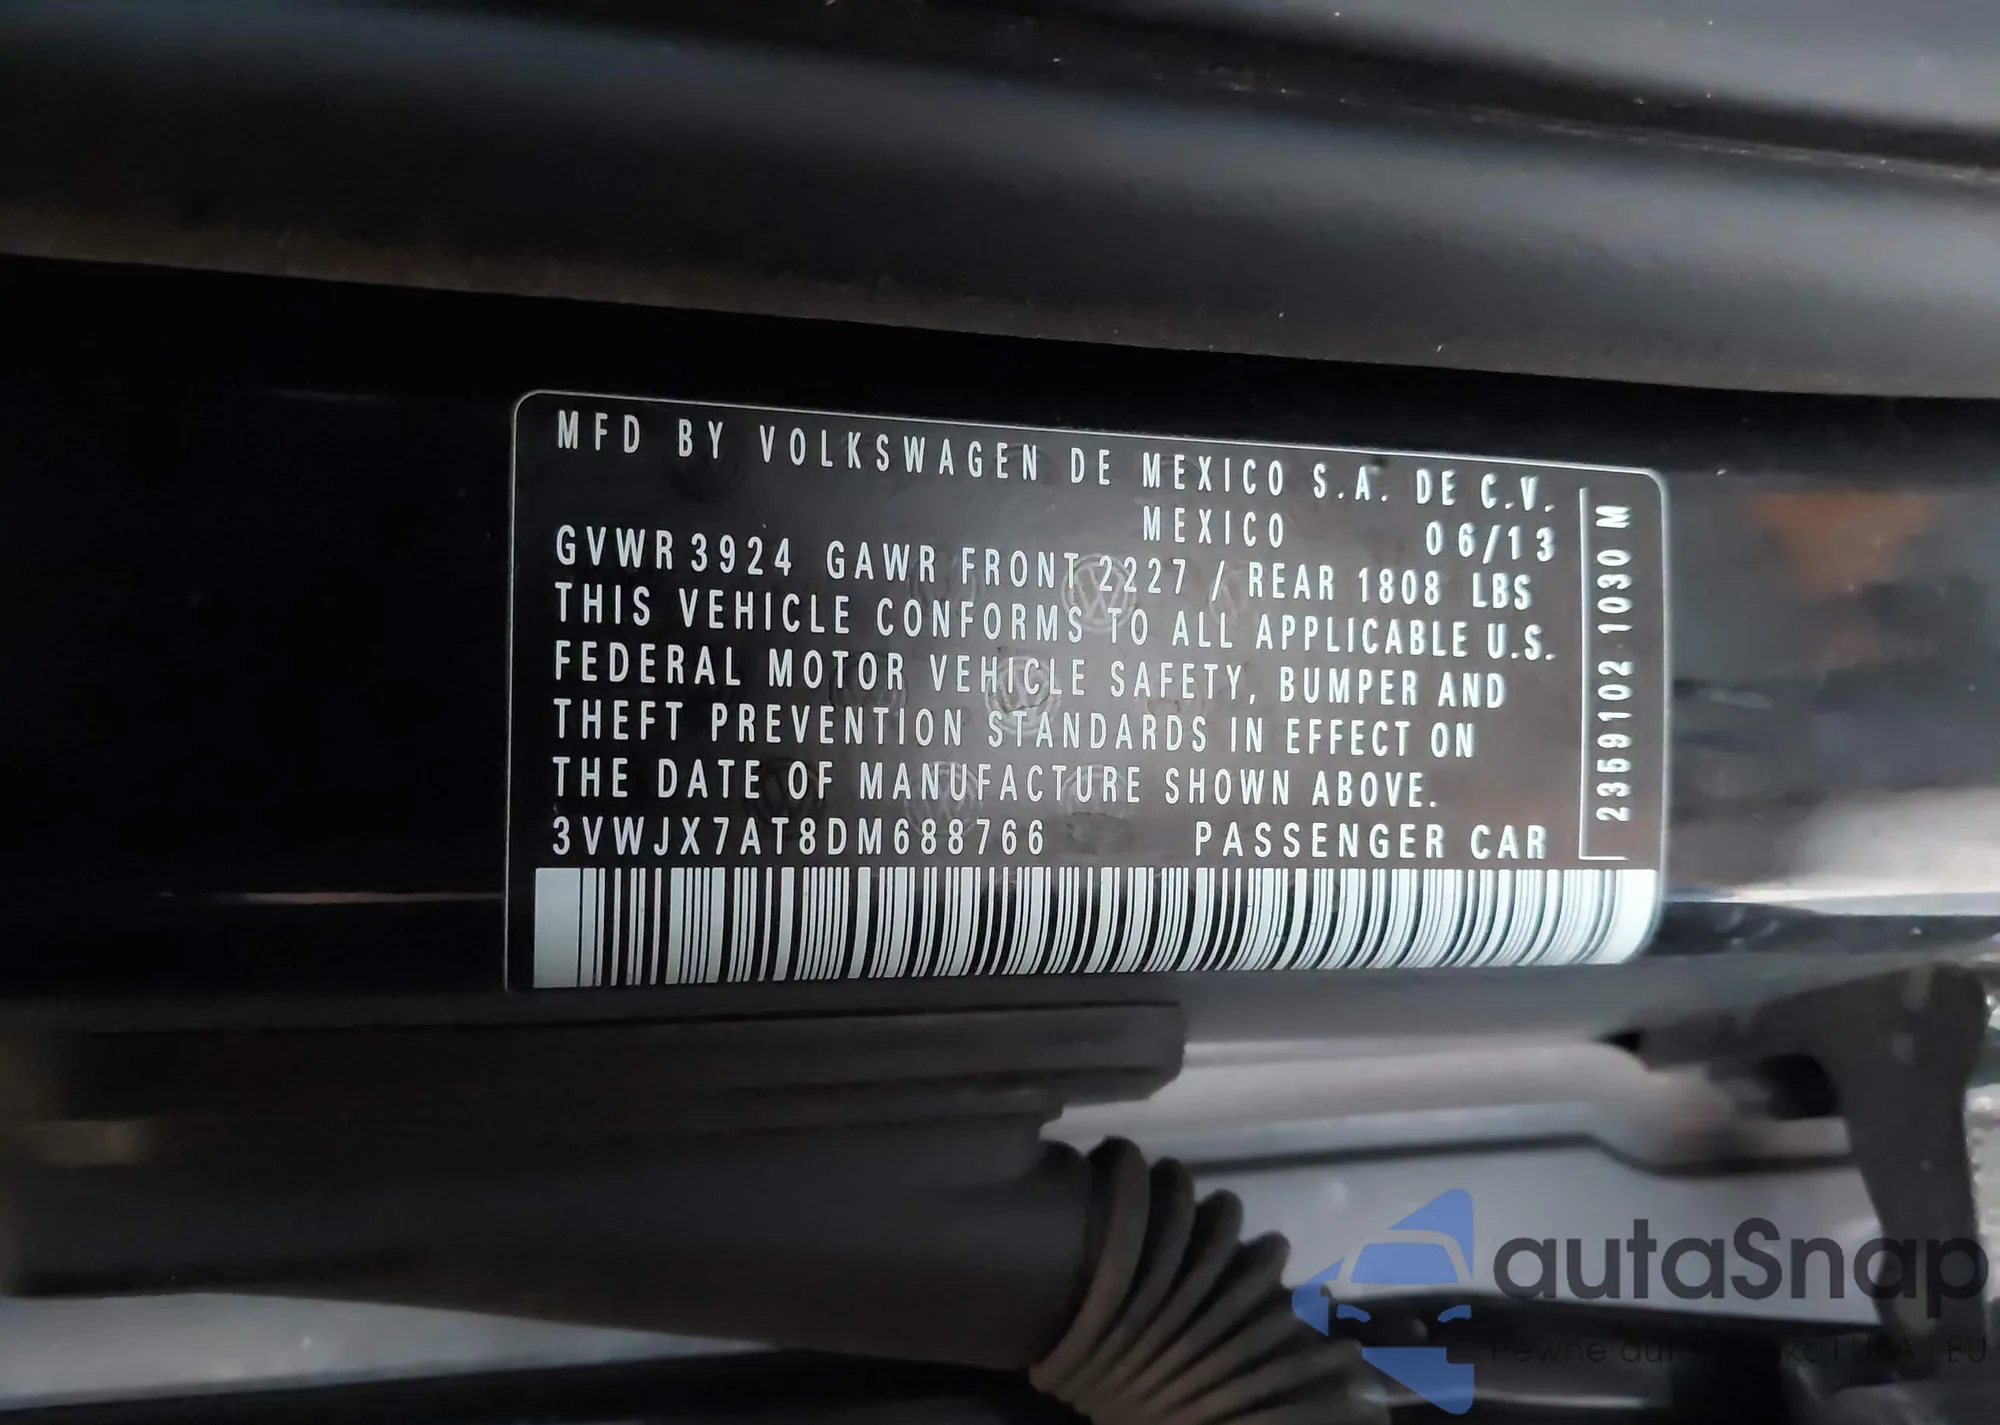 MFD BY VOLKSWAGEN DE MEXICO S.A. DE C.V.
MEXICO 06/13
GVWR 3924 GAWR FRONT 2227 / REAR 1808 LBS
THIS VEHICLE CONFORMS TO ALL APPLICABLE U.S.
FEDERAL MOTOR VEHICLE SAFETY, BUMPER AND
THEFT PREVENTION STANDARDS IN EFFECT ON
THE DATE OF MANUFACTURE SHOWN ABOVE.
3VWJX7AT8DM688766 PASSENGER CAR
2359102 1030 M
autaSnap
Pewne